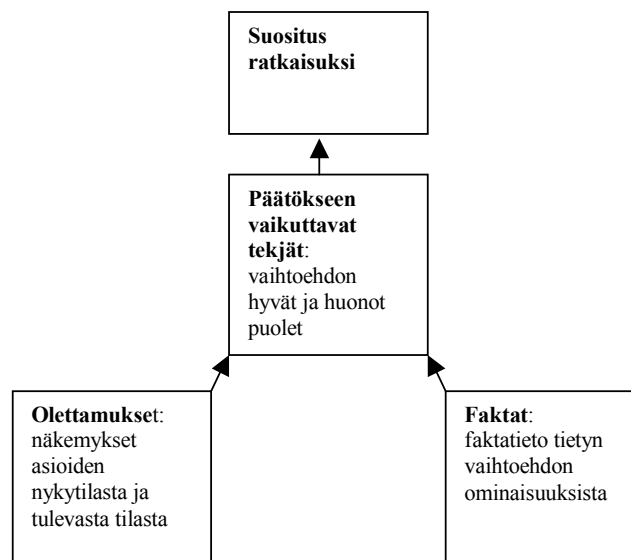 Suositus
ratkaisuksi
Päätökseen
vaikuttavat
tekjät:
vaihtoehdon
hyvät ja huonot
puolet
Olettamukset:
näkemykset
asioiden
nykytilasta ja
tulevasta tilasta
Faktat:
faktatieto tietyn
vaihtoehdon
ominaisuuksista